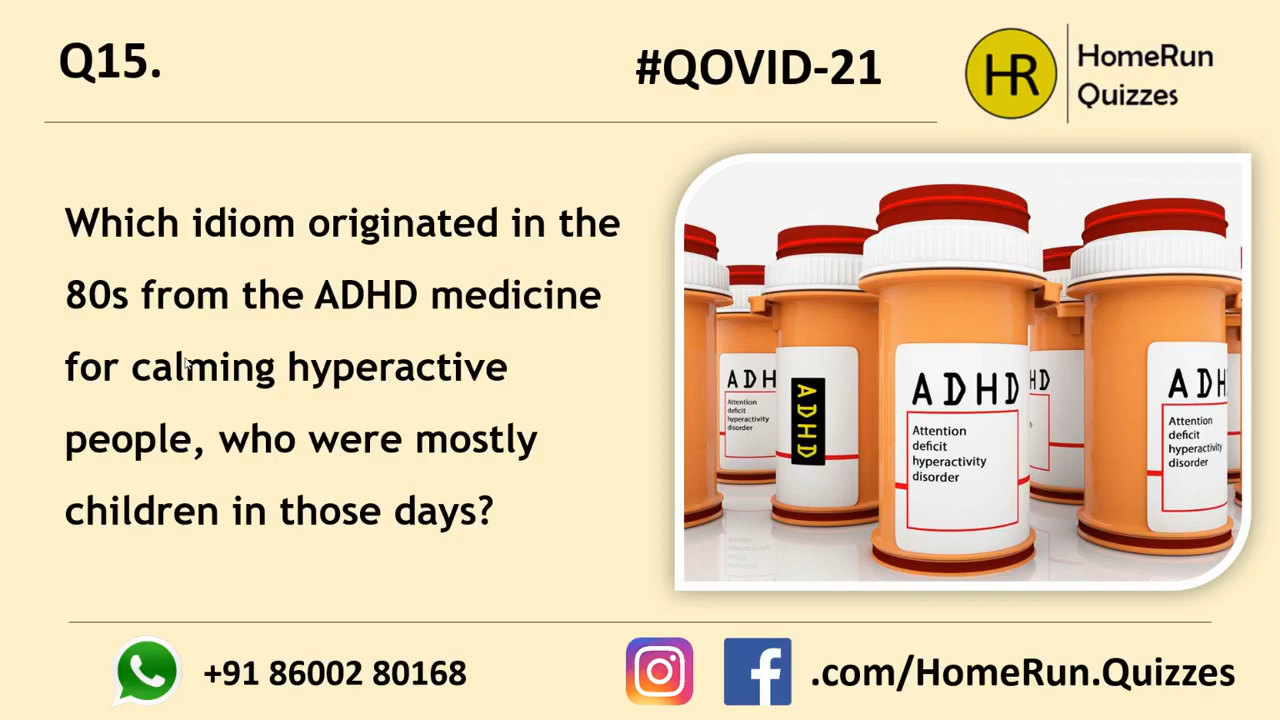 Q15.
#QOVID-21
HR
HomeRun
Quizzes
Which idiom originated in the
80s from the ADHD medicine
for calming hyperactive
people, who were mostly
children in those days?
ADH
Attention
deficit
hyperactivity
disorder
ADHD
ADHD
Attention
deficit
hyperactivity
disorder
HD
ADH
Attention
deficit
hyperactivity
disorder
+91 86002 80168
.com/HomeRun.Quizzes